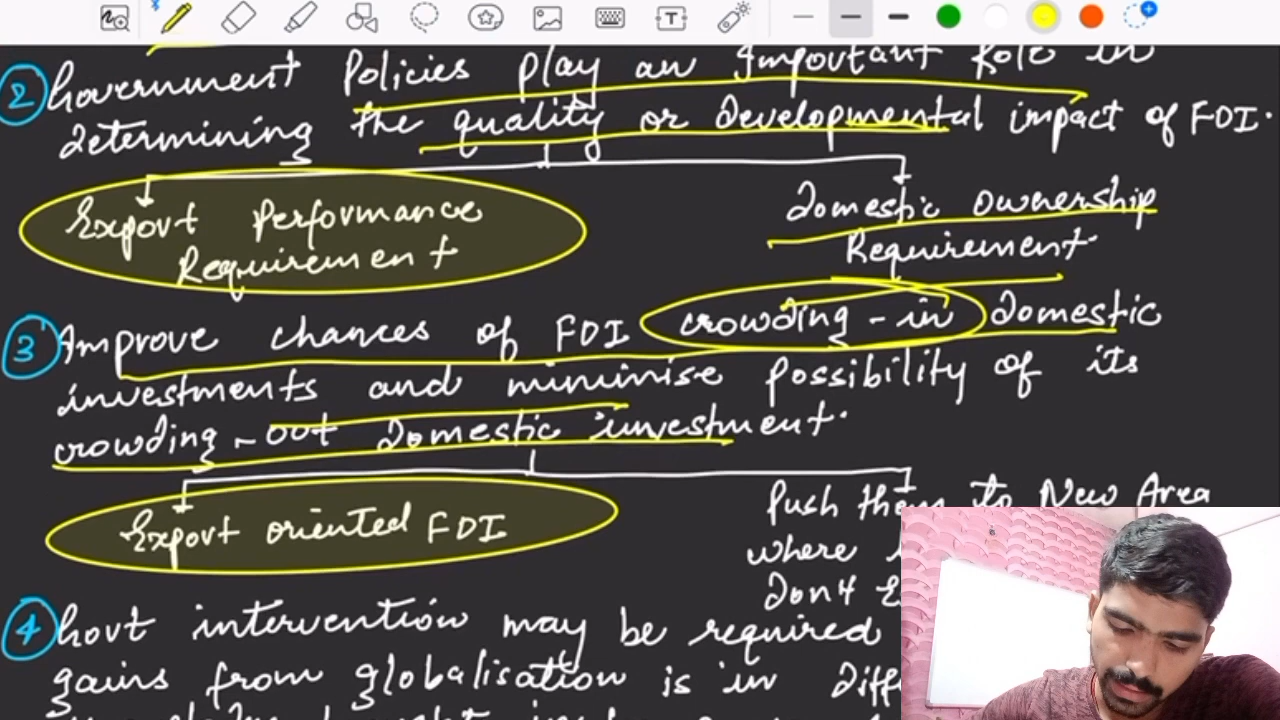 2 Government Policies play an Important Role in
Determining the quality or Developmental impact of FDI.
Export Performance
Requirement
Domestic Ownership
Requirement
3 Improve chances of FDI crowding-in Domestic
investments and minimise possibility of its
crowding-out Domestic investment.
Export oriented FDI
Push them to New Area
where
Don't
4 Govt intervention may be required
gains from globalisation is in
T